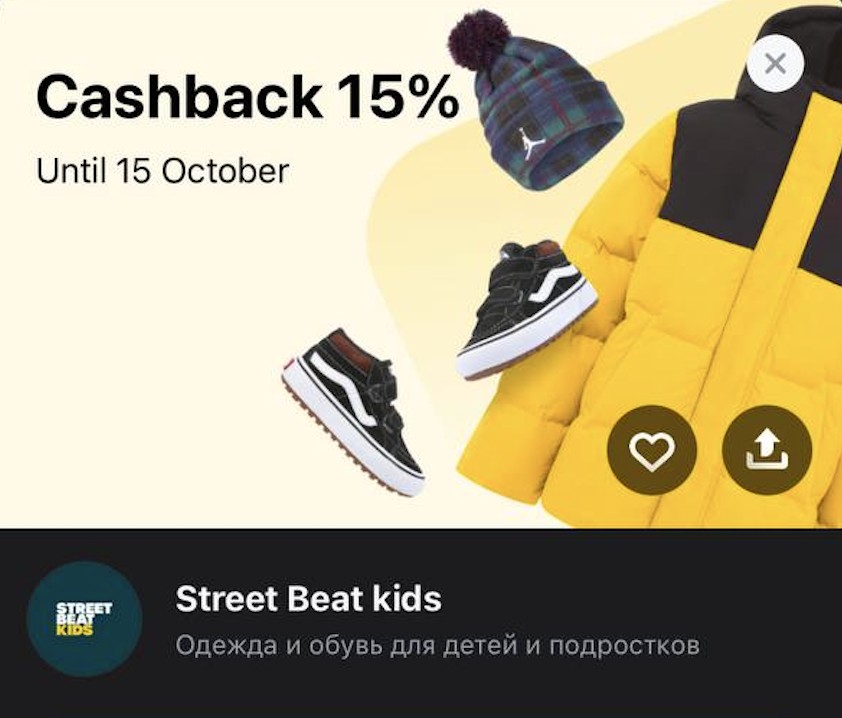 Cashback 15%
Until 15 October
STREET
BEAT
KIDS
Street Beat kids
Одежда и обувь для детей и подростков